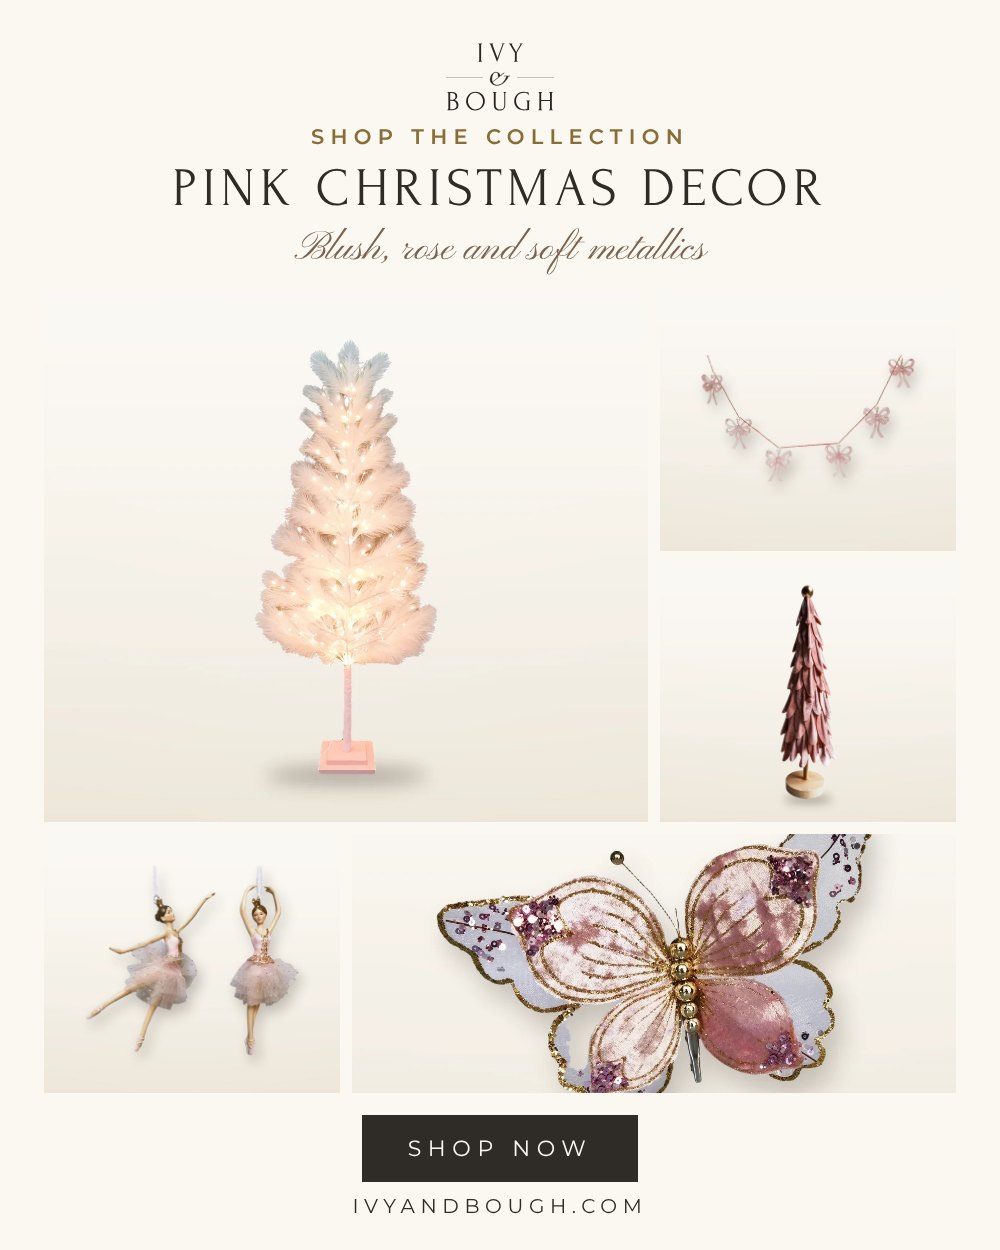 IVY
&
BOUGH
SHOP THE COLLECTION
PINK CHRISTMAS DECOR
Blush, rose and soft metallics
SHOP NOW
IVYANDBOUGH.COM